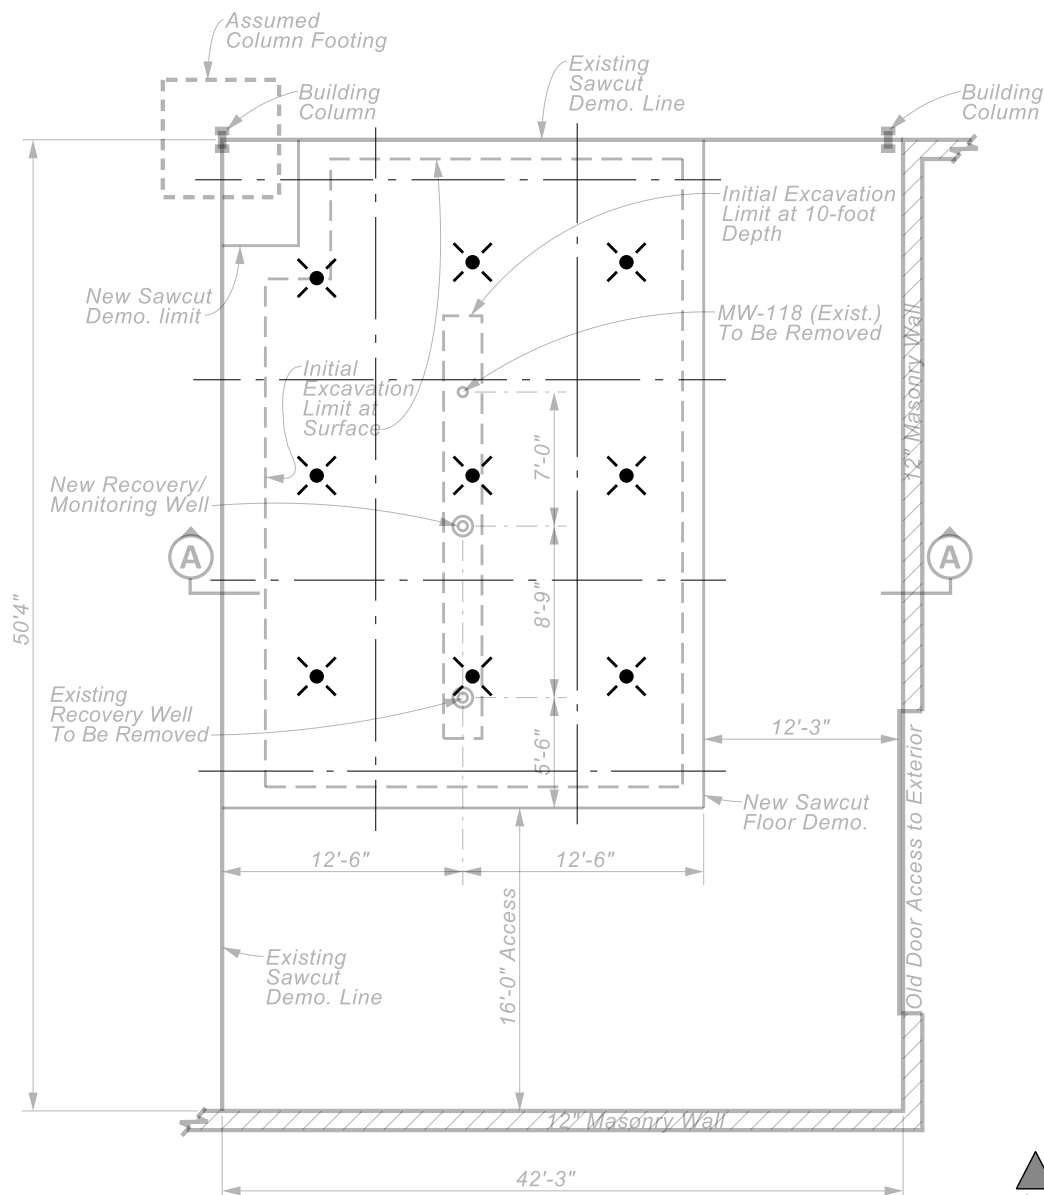 Assumed
Column Footing
Building
Column
Existing
Sawcut
Demo. Line
Building
Column
Initial Excavation
Limit at 10-foot
Depth
New Sawcut
Demo. limit
MW-118 (Exist.)
To Be Removed
12" Masonry Wall
Initial
Excavation
Limit at
Surface
7'-0"
New Recovery/
Monitoring Well
A
A
50'4"
8'-9"
Existing
Recovery Well
To Be Removed
5'-6"
12'-3"
Old Door Access to Exterior
New Sawcut
Floor Demo.
12'-6"
12'-6"
16'-0" Access
Existing
Sawcut
Demo. Line
12" Masonry Wall
42'-3"